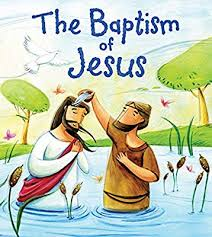 The Baptism
of
Jesus